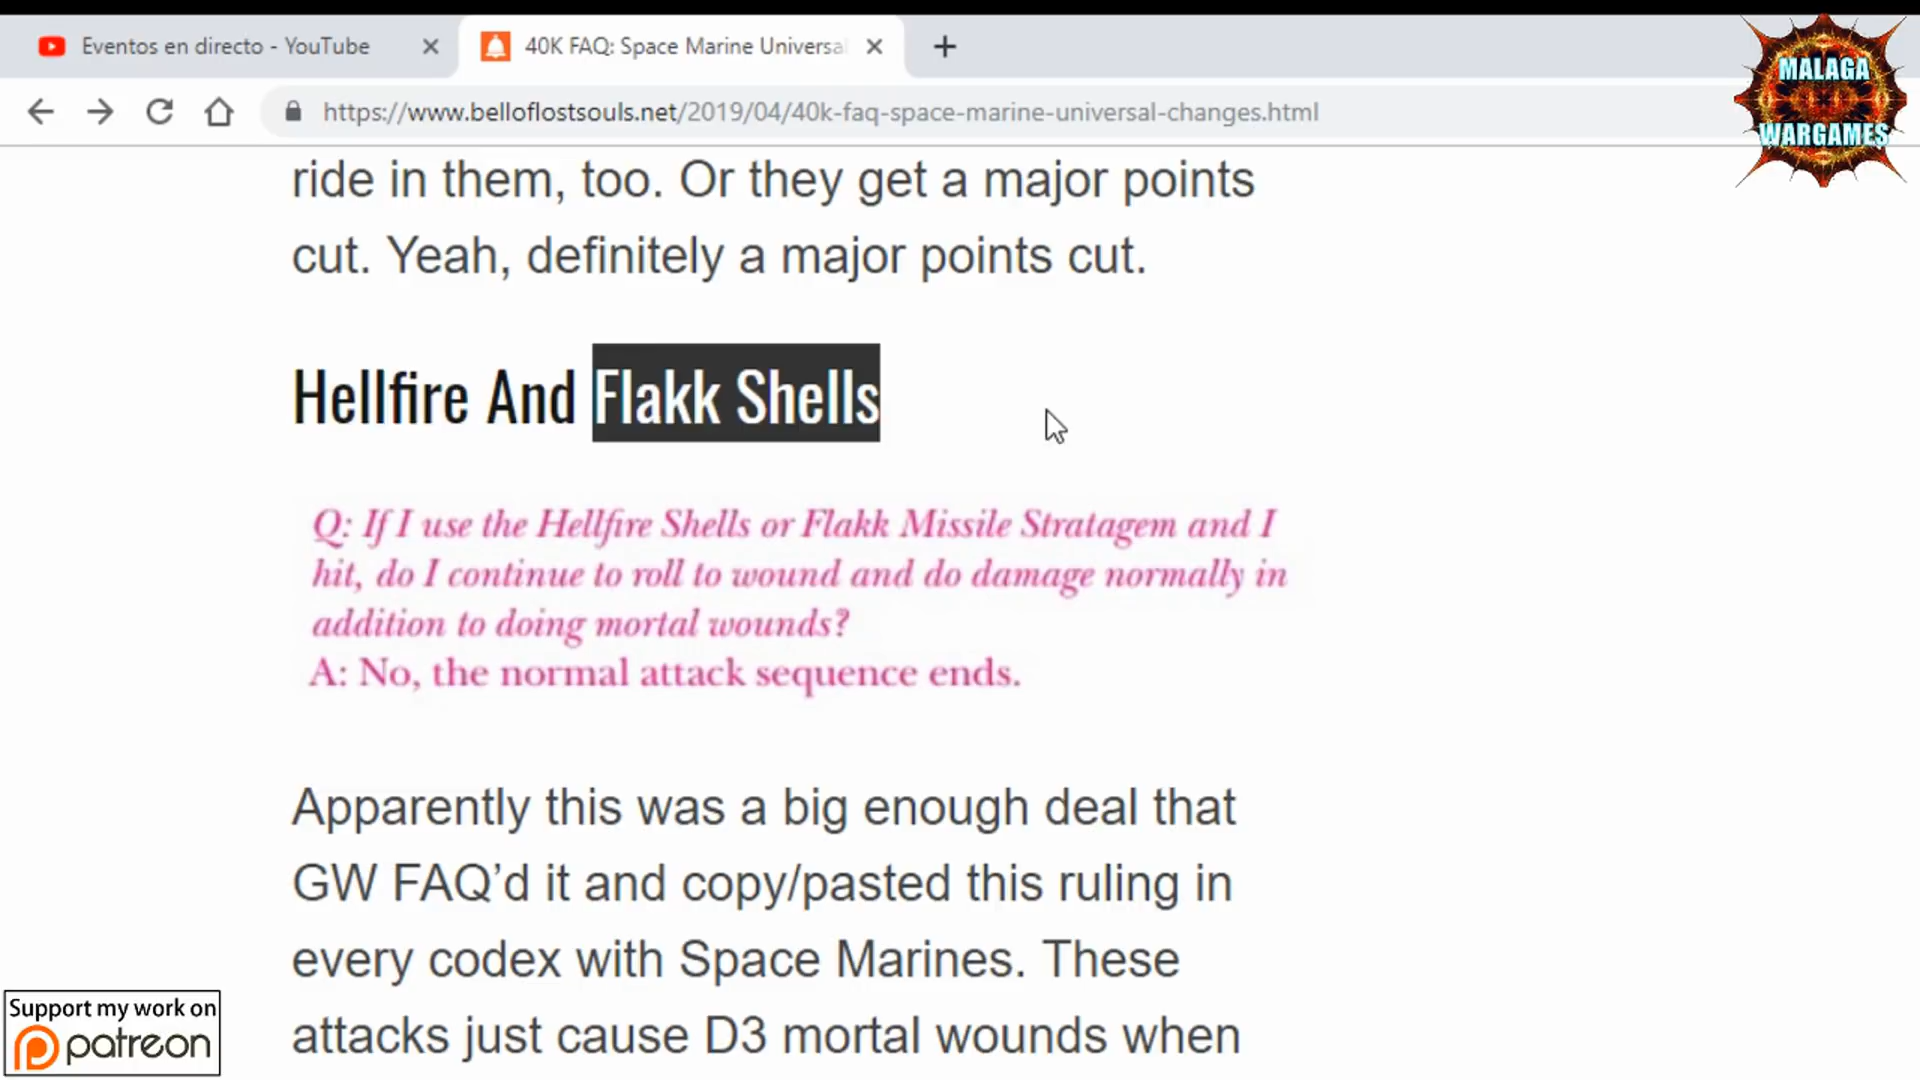 Eventos en directo - YouTube
40K FAQ: Space Marine Universa
MALAGA
WARGAMES
https://www.belloflostsouls.net/2019/04/40k-faq-space-marine-universal-changes.html
ride in them, too. Or they get a major points
cut. Yeah, definitely a major points cut.
Hellfire And Flakk Shells
Q: If I use the Hellfire Shells or Flakk Missile Stratagem and I
hit, do I continue to roll to wound and do damage normally in
addition to doing mortal wounds?
A: No, the normal attack sequence ends.
Apparently this was a big enough deal that
GW FAQ’d it and copy/pasted this ruling in
every codex with Space Marines. These
attacks just cause D3 mortal wounds when
Support my work on
patreon